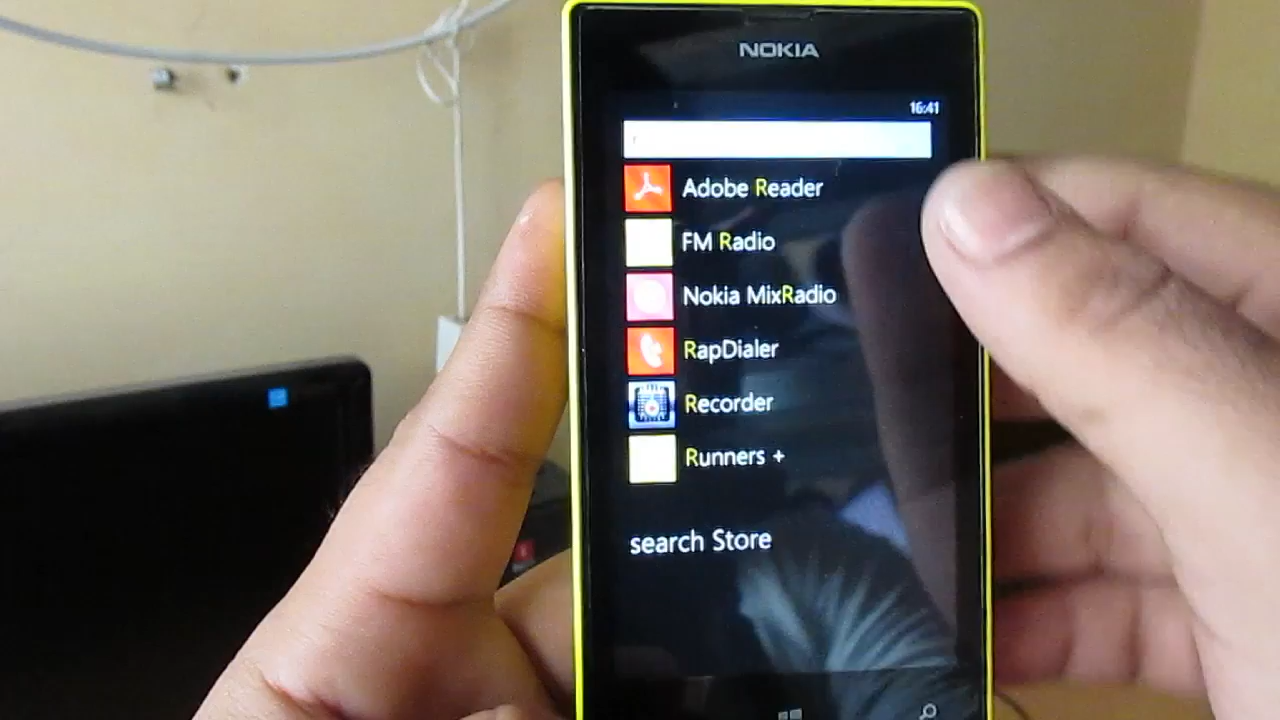 NOKIA
16:41
r
Adobe Reader
FM Radio
Nokia MixRadio
RapDialer
Recorder
Runners +
search Store